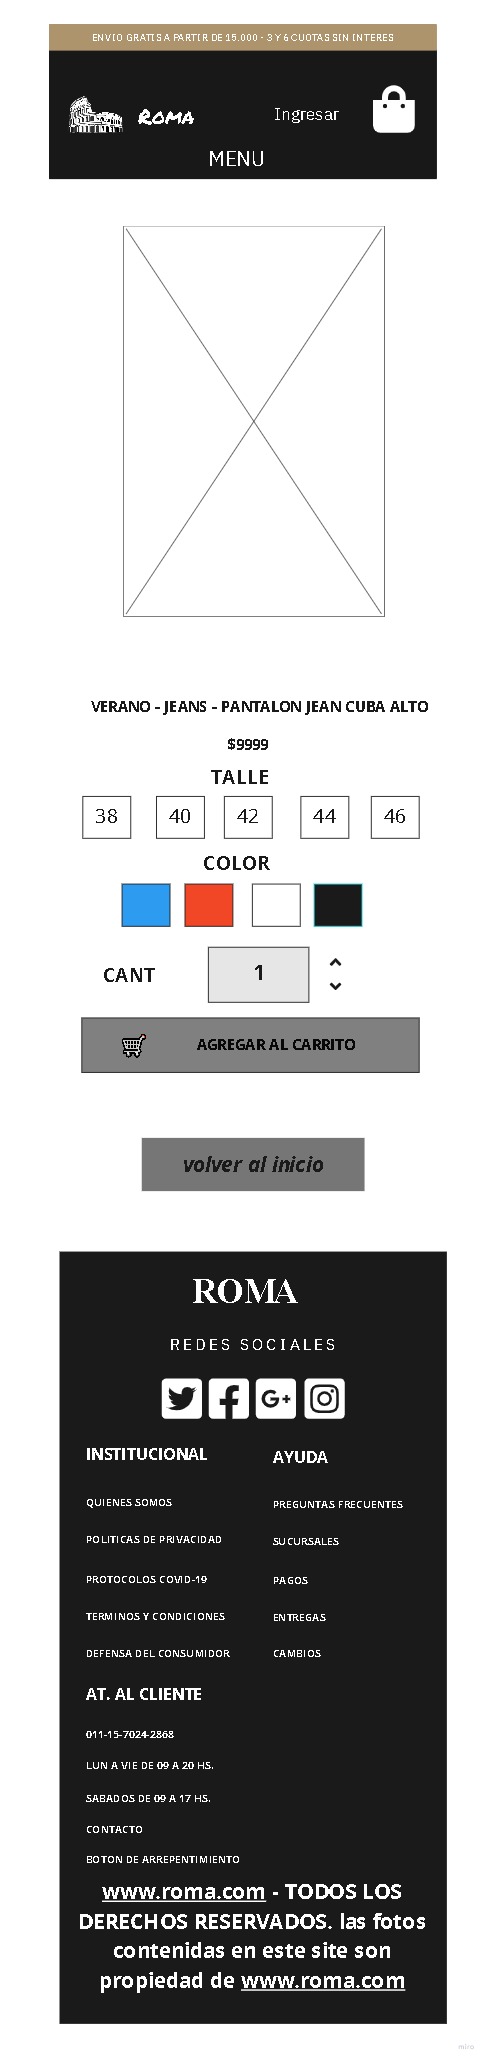 ENVIO GRATIS A PARTIR DE 15.000 - 3 Y 6 CUOTAS SIN INTERES
ROMA
Ingresar
MENU
VERANO - JEANS - PANTALON JEAN CUBA ALTO
$9999
TALLE
38 40 42 44 46
COLOR
CANT 1
AGREGAR AL CARRITO
volver al inicio
ROMA
REDES SOCIALES
G+
INSTITUCIONAL
QUIENES SOMOS
POLITICAS DE PRIVACIDAD
PROTOCOLOS COVID-19
TERMINOS Y CONDICIONES
DEFENSA DEL CONSUMIDOR
AYUDA
PREGUNTAS FRECUENTES
SUCURSALES
PAGOS
ENTREGAS
CAMBIOS
AT. AL CLIENTE
011-15-7024-2868
LUN A VIE DE 09 A 20 HS.
SABADOS DE 09 A 17 HS.
CONTACTO
BOTON DE ARREPENTIMIENTO
www.roma.com - TODOS LOS
DERECHOS RESERVADOS. las fotos
contenidas en este site son
propiedad de www.roma.com
miro